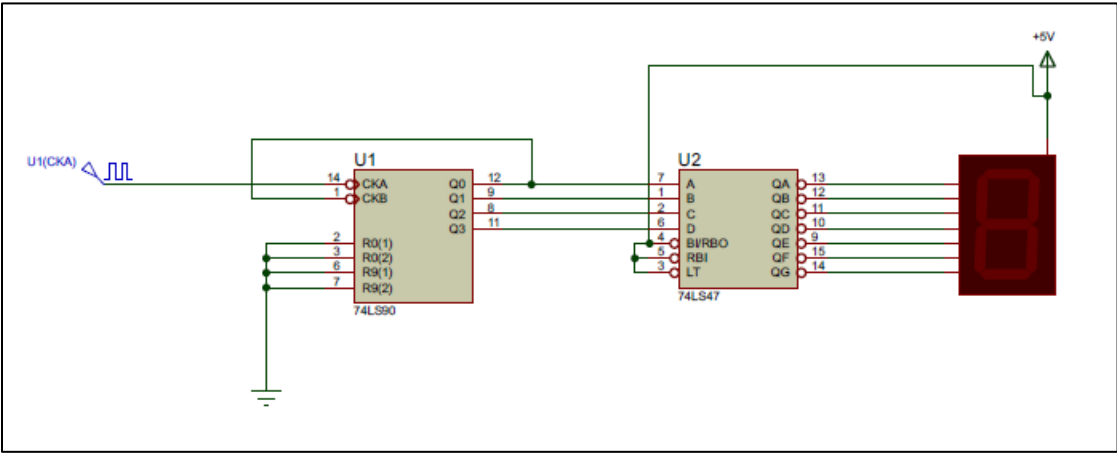 +5V
U1(CKA)
U1
14 CKA Q0 12
1 CKB Q1 9
Q2 8
Q3 11
2 R0(1)
3 R0(2)
6 R9(1)
7 R9(2)
74LS90
U2
7 A QA 13
1 B QB 12
2 C QC 11
6 D QD 10
4 BI/RBO QE 9
5 RBI QF 15
3 LT QG 14
74LS47